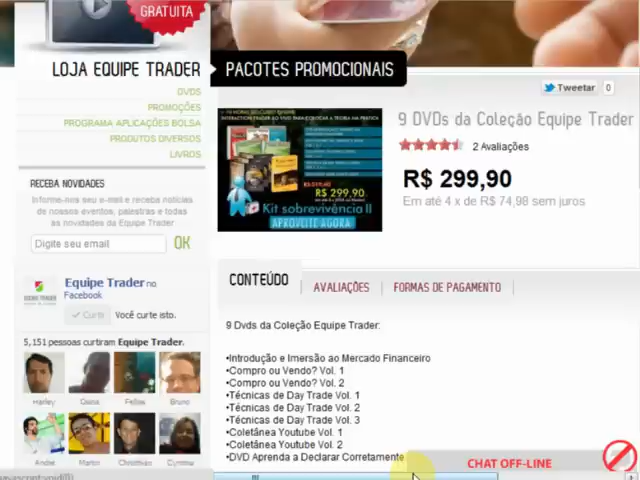 GRATUITA
LOJA EQUIPE TRADER
PACOTES PROMOCIONAIS
DVDS
PROMOÇÕES
PROGRAMA APLICAÇÕES BOLSA
PRODUTOS DIVERSOS
LIVROS
Tweetar 0
9 DVDs da Coleção Equipe Trader
2 Avaliações
R$ 299,90
Em até 4 x de R$ 74,98 sem juros
R$ 299,90
Kit sobrevivência II
APROVEITE AGORA
RECEBA NOVIDADES
Informe-nos seu e-mail e receba notícias
de nossos eventos, palestras e todas
as novidades da Equipe Trader
Digite seu email OK
Equipe Trader no
Facebook
Curtir Você curte isto.
5,151 pessoas curtiram Equipe Trader.
Harley
Felipe
Bruno
Andre
Marlon
Christhian
Cynthia
CONTEÚDO
AVALIAÇÕES
FORMAS DE PAGAMENTO
9 Dvds da Coleção Equipe Trader:
•Introdução e Imersão ao Mercado Financeiro
•Compro ou Vendo? Vol. 1
•Compro ou Vendo? Vol. 2
•Técnicas de Day Trade Vol. 1
•Técnicas de Day Trade Vol. 2
•Técnicas de Day Trade Vol. 3
•Coletânea Youtube Vol. 1
•Coletânea Youtube Vol. 2
•DVD Aprenda a Declarar Corretamente
CHAT OFF-LINE